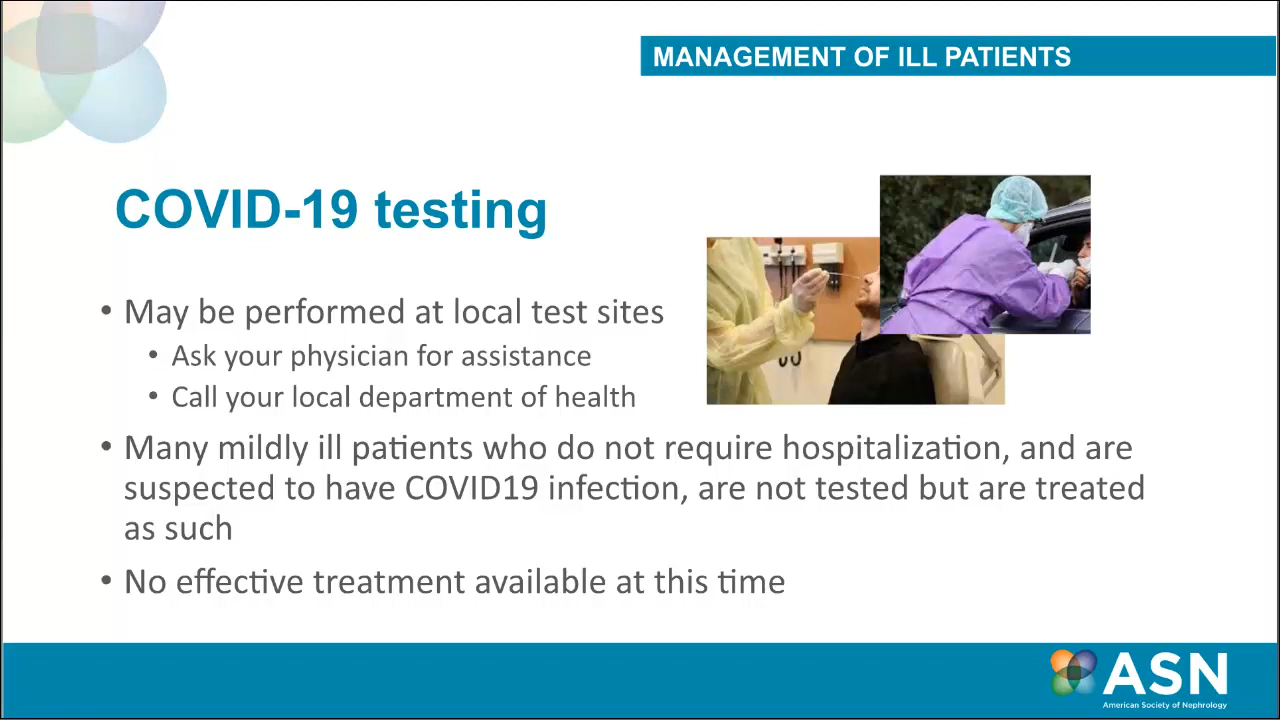 MANAGEMENT OF ILL PATIENTS
COVID-19 testing
• May be performed at local test sites
• Ask your physician for assistance
• Call your local department of health
• Many mildly ill patients who do not require hospitalization, and are
suspected to have COVID19 infection, are not tested but are treated
as such
• No effective treatment available at this time
ASN
American Society of Nephrology